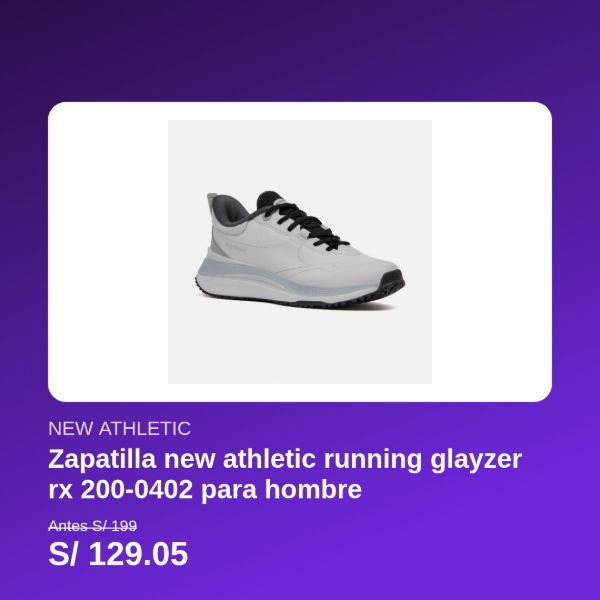 NEW ATHLETIC
Zapatilla new athletic running glayzer
rx 200-0402 para hombre
Antes S/ 199
S/ 129.05